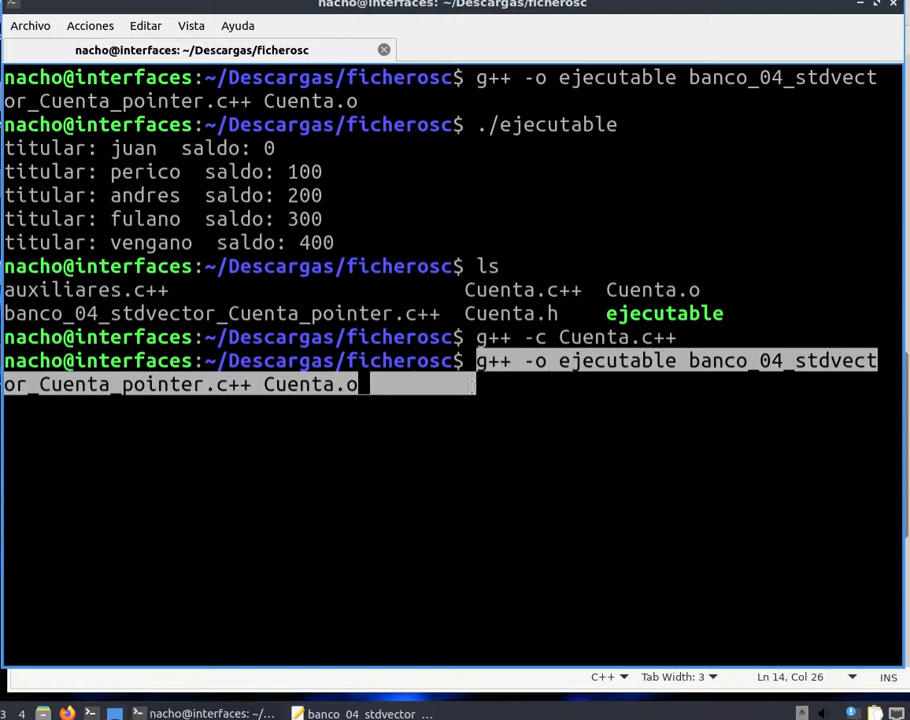 nacho@interfaces: ~/Descargas/ficherosc
Archivo Acciones Editar Vista Ayuda
nacho@interfaces: ~/Descargas/ficherosc
nacho@interfaces:~/Descargas/ficherosc$ g++ -o ejecutable banco_04_stdvect
or_Cuenta_pointer.c++ Cuenta.o
nacho@interfaces:~/Descargas/ficherosc$ ./ejecutable
titular: juan  saldo: 0
titular: perico  saldo: 100
titular: andres  saldo: 200
titular: fulano  saldo: 300
titular: vengano  saldo: 400
nacho@interfaces:~/Descargas/ficherosc$ ls
auxiliares.c++ Cuenta.c++ Cuenta.o
banco_04_stdvector_Cuenta_pointer.c++ Cuenta.h ejecutable
nacho@interfaces:~/Descargas/ficherosc$ g++ -c Cuenta.c++
nacho@interfaces:~/Descargas/ficherosc$ g++ -o ejecutable banco_04_stdvect
or_Cuenta_pointer.c++ Cuenta.o
C++ Tab Width: 3 Ln 14, Col 26 INS
3 4 nacho@interfaces: ~/... banco_04_stdvector_...